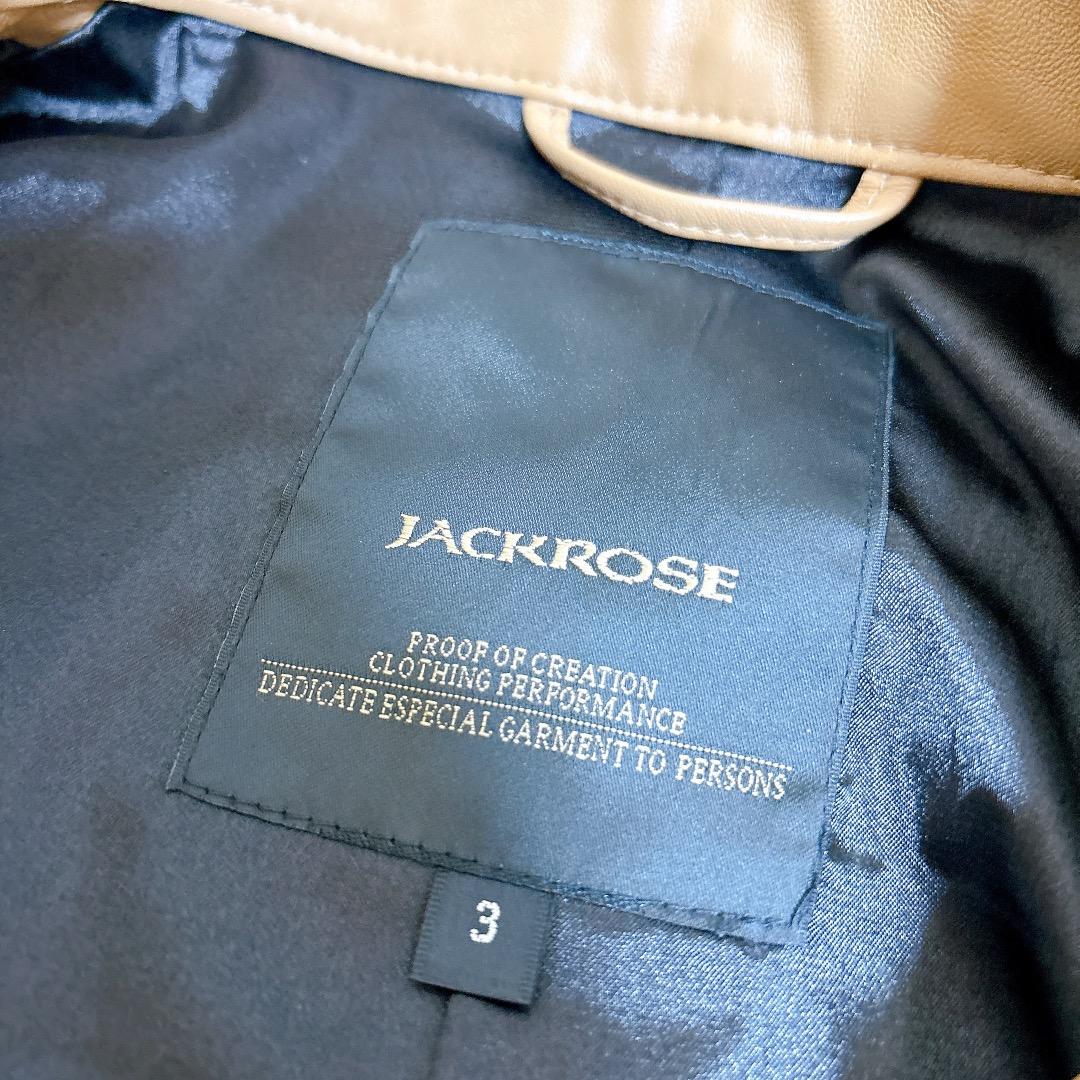 JACKROSE
PROOF OF CREATION
CLOTHING PERFORMANCE
DEDICATE ESPECIAL GARMENT TO PERSONS
3